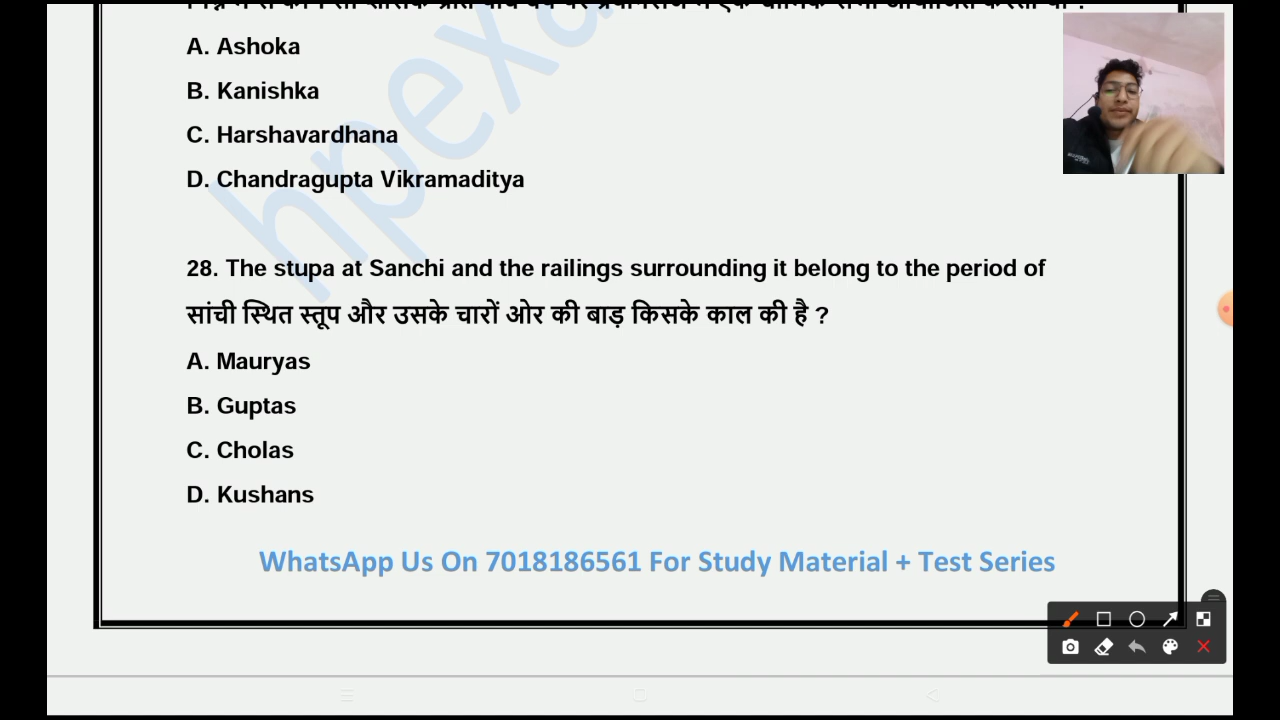 A. Ashoka
B. Kanishka
C. Harshavardhana
D. Chandragupta Vikramaditya
28. The stupa at Sanchi and the railings surrounding it belong to the period of
सांची स्थित स्तूप और उसके चारों ओर की बाड़ किसके काल की है ?
A. Mauryas
B. Guptas
C. Cholas
D. Kushans
WhatsApp Us On 7018186561 For Study Material + Test Series
hpexa